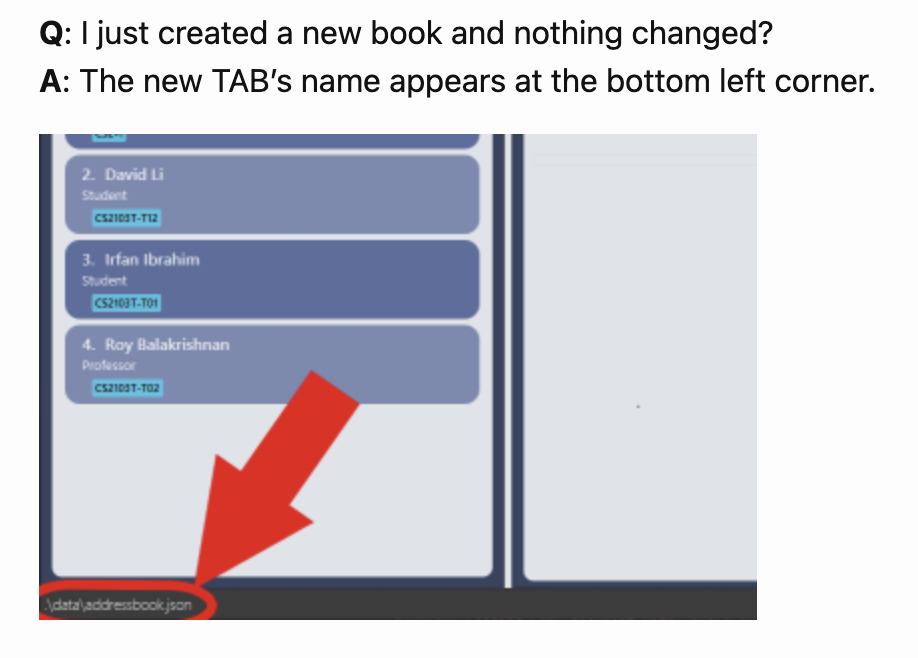 Q: I just created a new book and nothing changed?
A: The new TAB’s name appears at the bottom left corner.
2. David Li
Student
CS2103T-T12
3. Irfan Ibrahim
Student
CS2103T-T01
4. Roy Balakrishnan
Professor
CS2103T-T02
.\data\addressbook.json